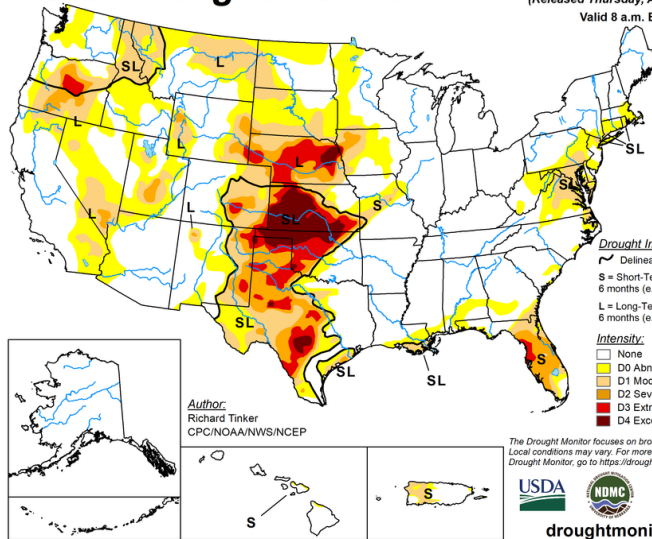 (Released Thursday, A
Valid 8 a.m. E
SL
L
L
L
L
L
L
S
SL
SL
SL
SL
SL
SL
S
Drought Im
Delinea
S = Short-Te
6 months (e.
L = Long-Te
6 months (e.
Intensity:
None
D0 Abn
D1 Mod
D2 Sev
D3 Extr
D4 Exce
Author:
Richard Tinker
CPC/NOAA/NWS/NCEP
The Drought Monitor focuses on bro
Local conditions may vary. For more
Drought Monitor, go to https://drough
S
S
USDA
NDMC
droughtmoni